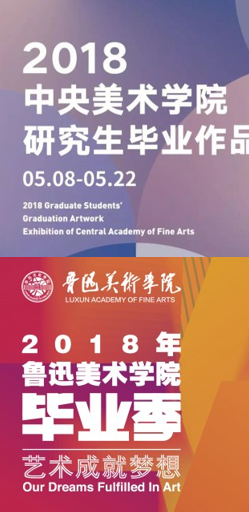 2018
中央美术学院
研究生毕业作品
05.08-05.22
2018 Graduate Students'
Graduation Artwork
Exhibition of Central Academy of Fine Arts
鲁迅美術学院
LUXUN ACADEMY OF FINE ARTS
2018年
鲁迅美术学院
毕业季
艺术成就梦想
Our Dreams Fulfilled In Art